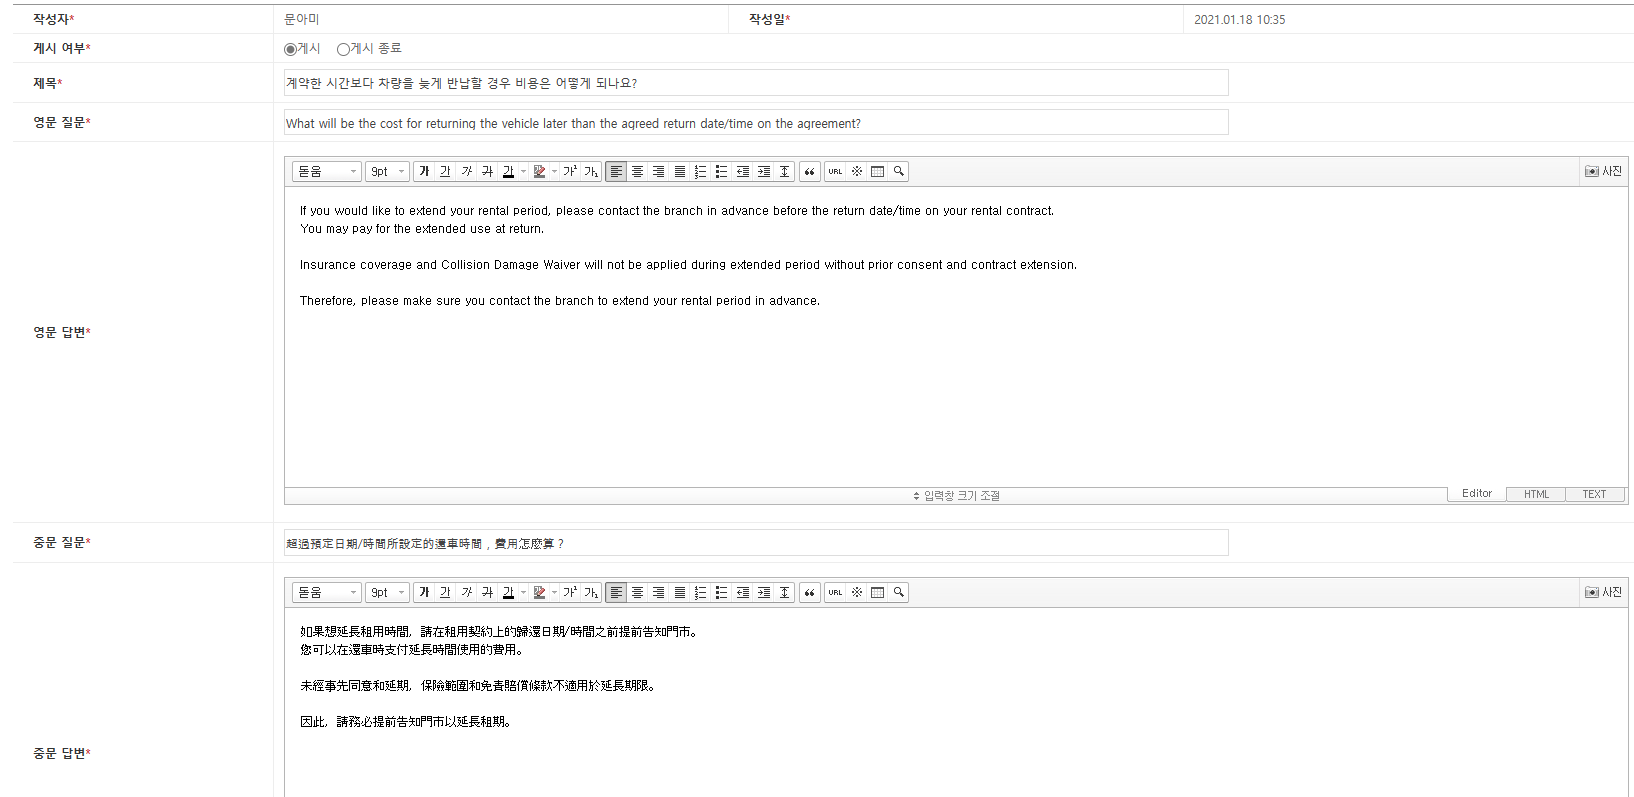 작성자*
문아미
작성일*
2021.01.18 10:35
게시 여부*
게시
게시 종료
제목*
계약한 시간보다 차량을 늦게 반납할 경우 비용은 어떻게 되나요?
영문 질문*
What will be the cost for returning the vehicle later than the agreed return date/time on the agreement?
영문 답변*
돋움 9pt 가 가 가 가 가 가¹ 가₁ “ URL ※ 사진
If you would like to extend your rental period, please contact the branch in advance before the return date/time on your rental contract.
You may pay for the extended use at return.
Insurance coverage and Collision Damage Waiver will not be applied during extended period without prior consent and contract extension.
Therefore, please make sure you contact the branch to extend your rental period in advance.
입력창 크기 조절
Editor HTML TEXT
중문 질문*
超過預定日期/時間所設定的還車時間，費用怎麽算？
중문 답변*
돋움 9pt 가 가 가 가 가 가¹ 가₁ “ URL ※ 사진
如果想延長租用時間, 請在租用契約上的歸還日期/時間之前提前告知門市。
您可以在還車時支付延長時間使用的費用。
未經事先同意和延期, 保險範圍和免責賠償條款不適用於延長期限。
因此, 請務必提前告知門市以延長租期。